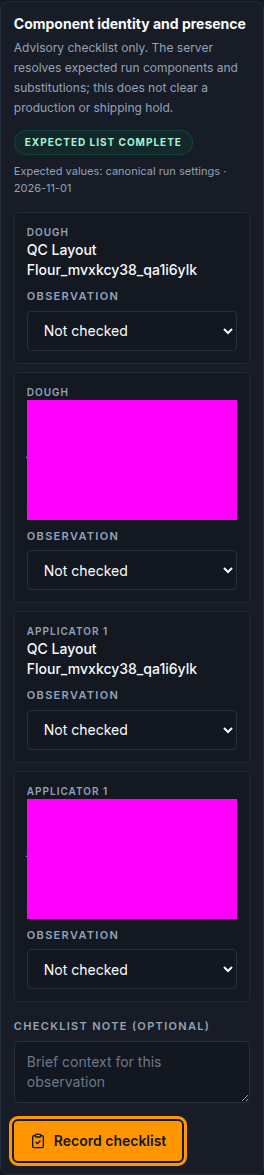 Component identity and presence
Advisory checklist only. The server
resolves expected run components and
substitutions; this does not clear a
production or shipping hold.
EXPECTED LIST COMPLETE
Expected values: canonical run settings ·
2026-11-01
DOUGH
QC Layout
Flour_mvxkcy38_qa1i6ylk
OBSERVATION
Not checked
DOUGH
OBSERVATION
Not checked
APPLICATOR 1
QC Layout
Flour_mvxkcy38_qa1i6ylk
OBSERVATION
Not checked
APPLICATOR 1
OBSERVATION
Not checked
CHECKLIST NOTE (OPTIONAL)
Brief context for this
observation
Record checklist